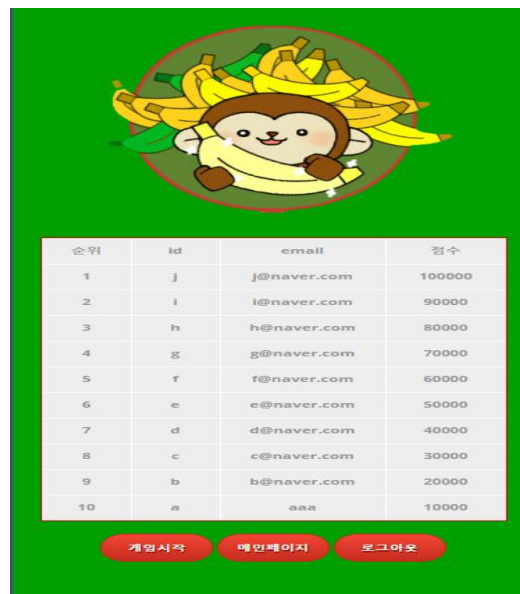 순위 id email 점수
1 j j@naver.com 100000
2 i i@naver.com 90000
3 h h@naver.com 80000
4 g g@naver.com 70000
5 f f@naver.com 60000
6 e e@naver.com 50000
7 d d@naver.com 40000
8 c c@naver.com 30000
9 b b@naver.com 20000
10 a aaa 10000
게임시작 메인페이지 로그아웃